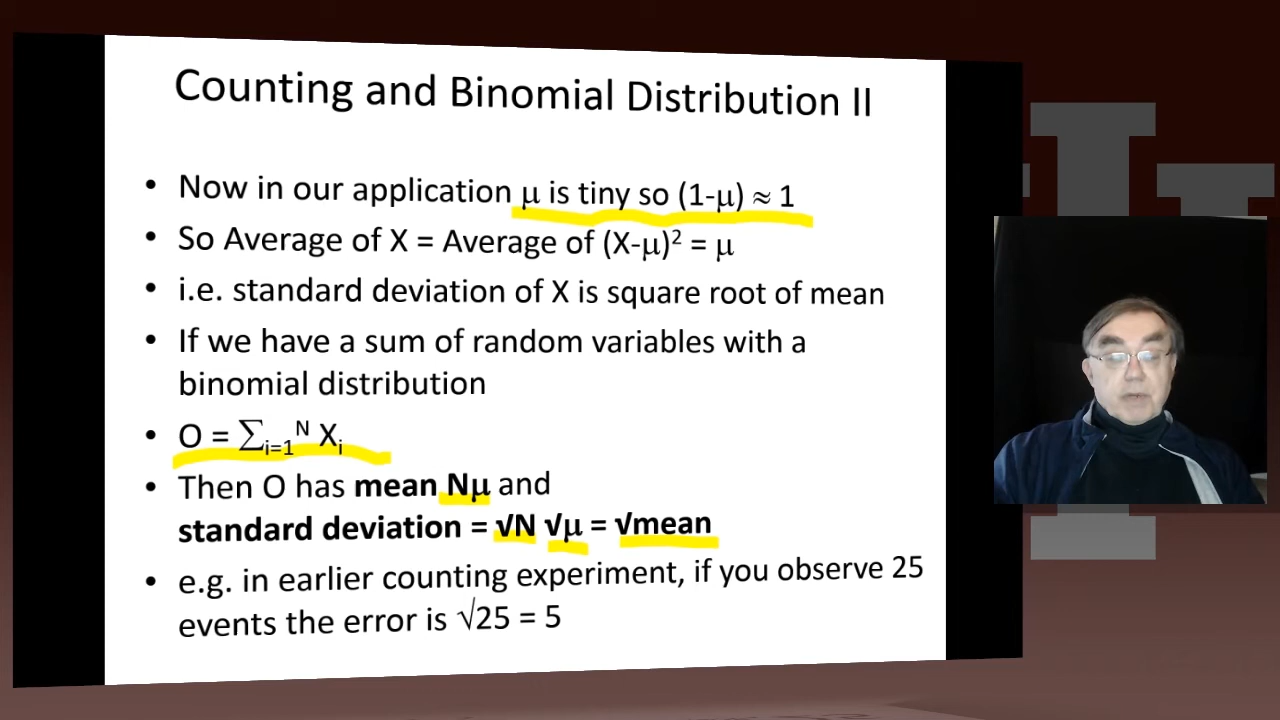 Counting and Binomial Distribution II
• Now in our application μ is tiny so (1-μ) ≈ 1
• So Average of X = Average of (X-μ)² = μ
• i.e. standard deviation of X is square root of mean
• If we have a sum of random variables with a
binomial distribution
• O = ∑i=1N Xi
• Then O has mean Nμ and
standard deviation = √N √μ = √mean
• e.g. in earlier counting experiment, if you observe 25
events the error is √25 = 5